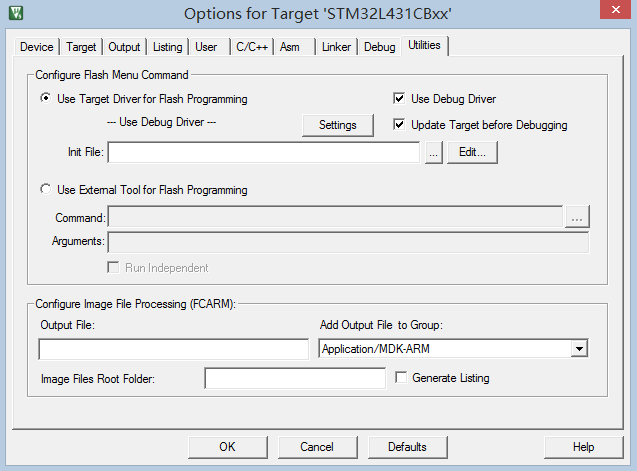 Options for Target 'STM32L431CBxx'
Device Target Output Listing User C/C++ Asm Linker Debug Utilities
Configure Flash Menu Command
Use Target Driver for Flash Programming
Use Debug Driver
--- Use Debug Driver ---
Settings
Update Target before Debugging
Init File:
...
Edit...
Use External Tool for Flash Programming
Command:
...
Arguments:
Run Independent
Configure Image File Processing (FCARM):
Output File:
Add Output File to Group:
Application/MDK-ARM
Image Files Root Folder:
Generate Listing
OK
Cancel
Defaults
Help